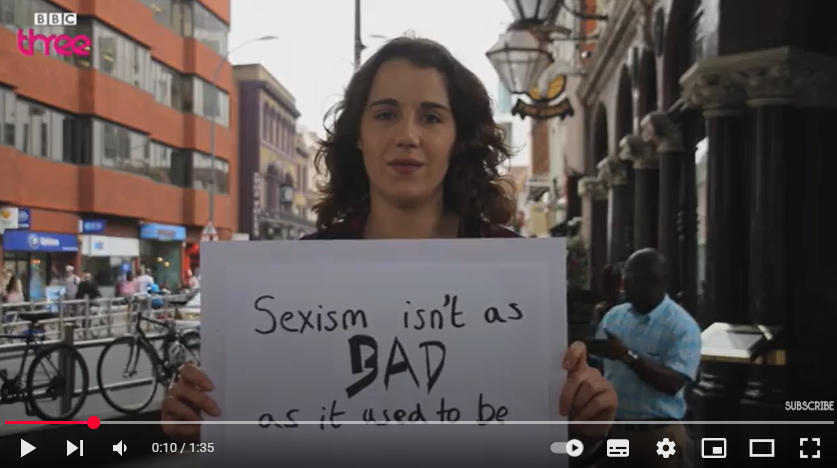 BBC
three
Sexism isn't as
BAD
as it used to be
SUBSCRIBE
0:10 / 1:35